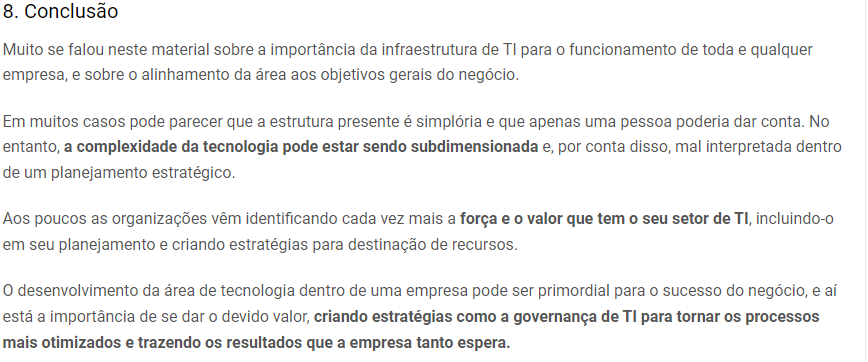 8. Conclusão
Muito se falou neste material sobre a importância da infraestrutura de TI para o funcionamento de toda e qualquer
empresa, e sobre o alinhamento da área aos objetivos gerais do negócio.
Em muitos casos pode parecer que a estrutura presente é simplória e que apenas uma pessoa poderia dar conta. No
entanto, a complexidade da tecnologia pode estar sendo subdimensionada e, por conta disso, mal interpretada dentro
de um planejamento estratégico.
Aos poucos as organizações vêm identificando cada vez mais a força e o valor que tem o seu setor de TI, incluindo-o
em seu planejamento e criando estratégias para destinação de recursos.
O desenvolvimento da área de tecnologia dentro de uma empresa pode ser primordial para o sucesso do negócio, e aí
está a importância de se dar o devido valor, criando estratégias como a governança de TI para tornar os processos
mais otimizados e trazendo os resultados que a empresa tanto espera.